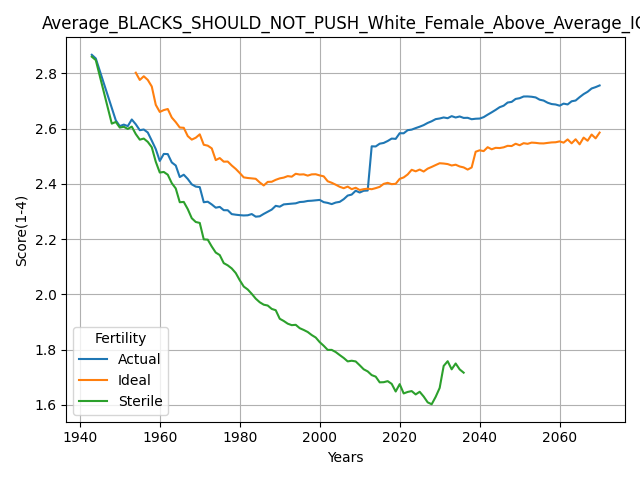 Average_BLACKS_SHOULD_NOT_PUSH_White_Female_Above_Average_IQ
Score(1-4)
2.8
2.6
2.4
2.2
2.0
1.8
1.6
Fertility
Actual
Ideal
Sterile
1940 1960 1980 2000 2020 2040 2060
Years